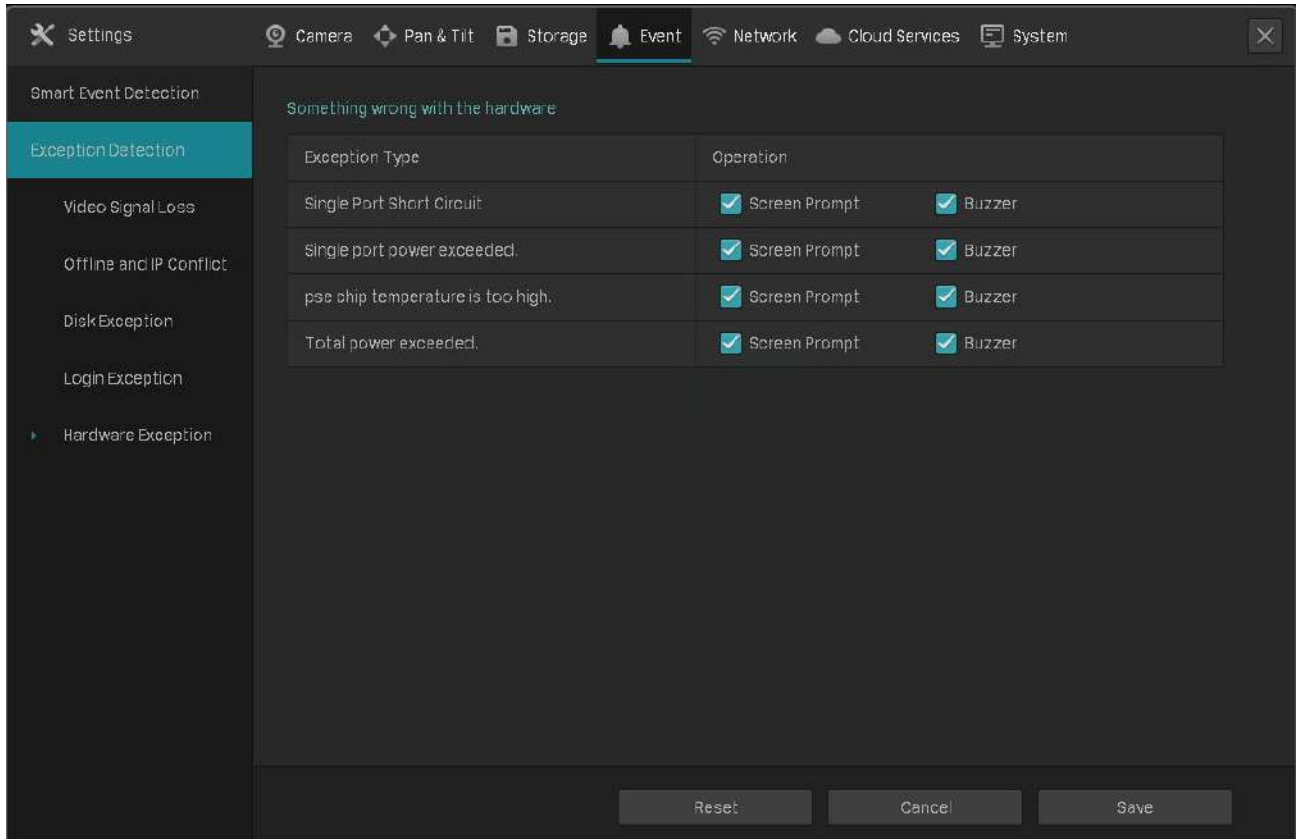 Settings Camera Pan & Tilt Storage Event Network Cloud Services System
Smart Event Detection
Exception Detection
Video Signal Loss
Offline and IP Conflict
Disk Exception
Login Exception
Hardware Exception
Something wrong with the hardware
Exception Type Operation
Single Port Short Circuit Screen Prompt Buzzer
Single port power exceeded. Screen Prompt Buzzer
pse chip temperature is too high. Screen Prompt Buzzer
Total power exceeded. Screen Prompt Buzzer
Reset Cancel Save